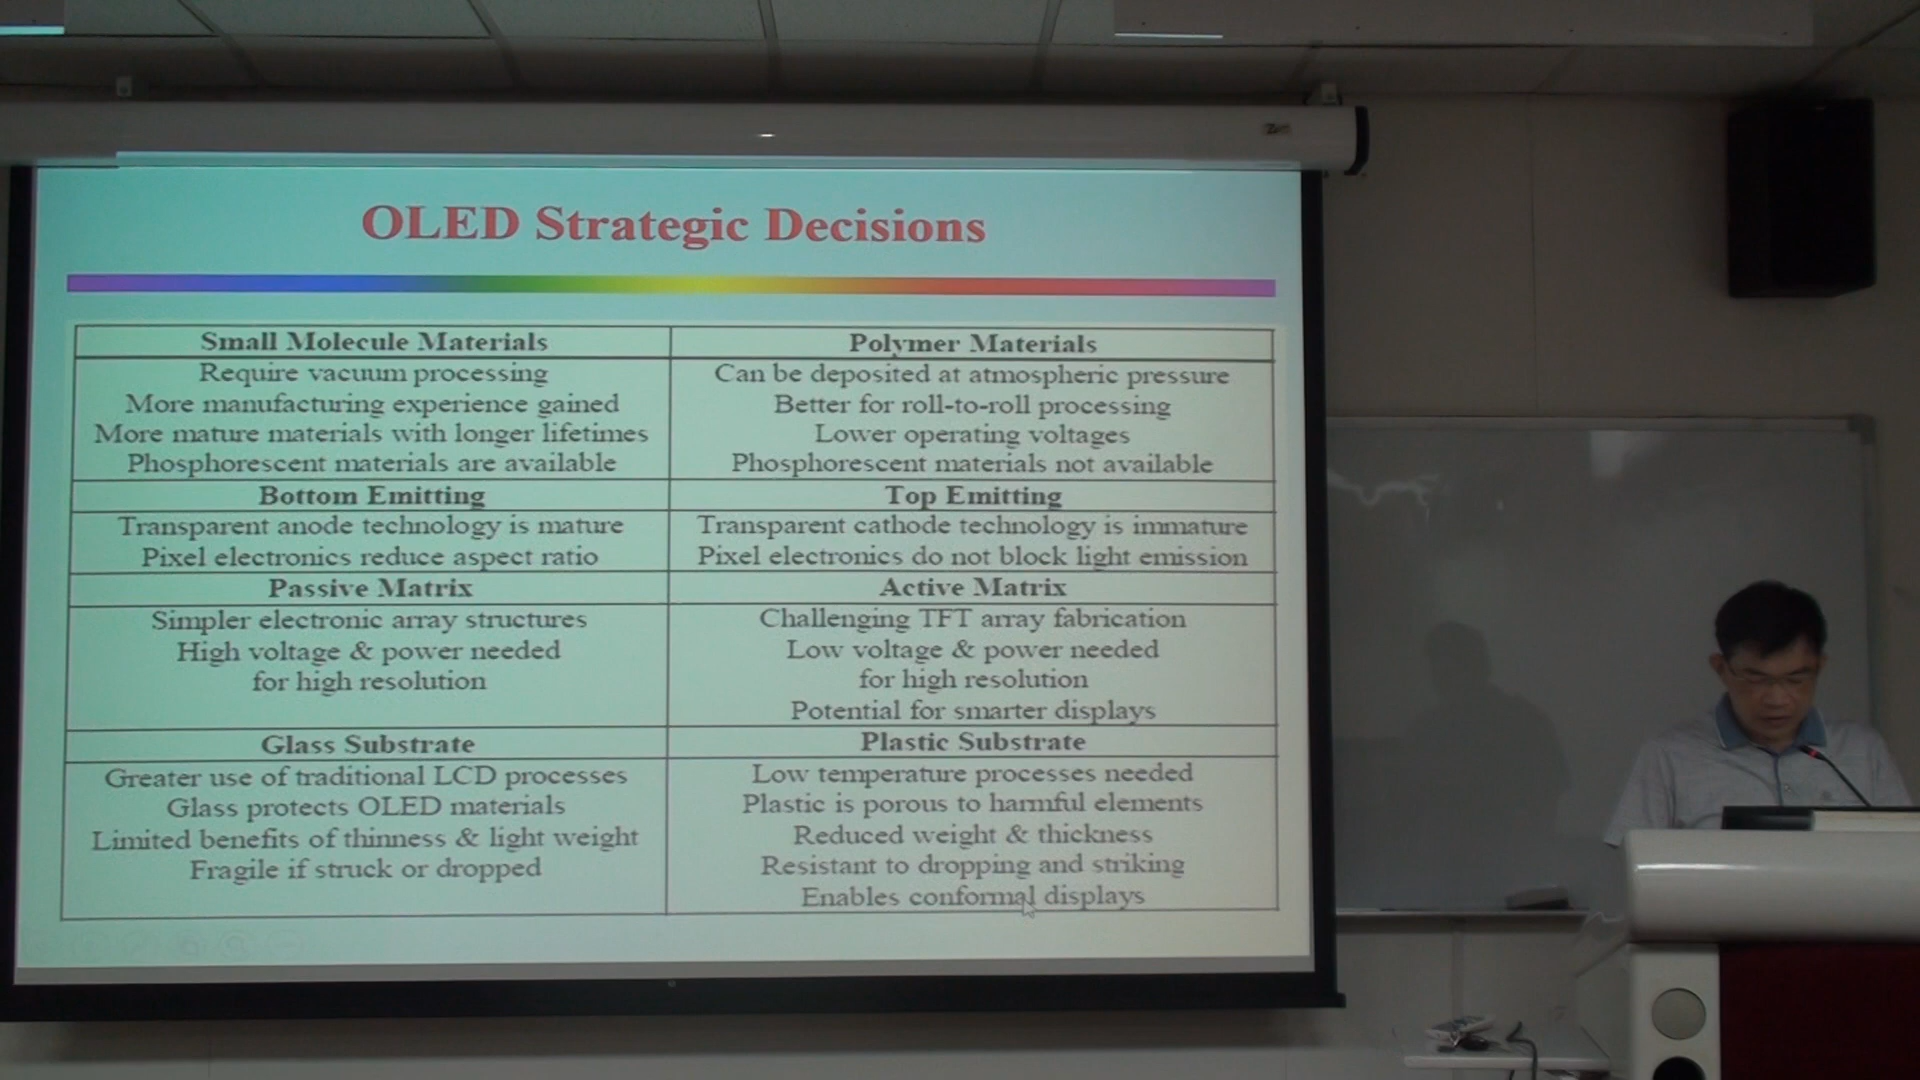 OLED Strategic Decisions
Small Molecule Materials
Polymer Materials
Require vacuum processing
More manufacturing experience gained
More mature materials with longer lifetimes
Phosphorescent materials are available
Can be deposited at atmospheric pressure
Better for roll-to-roll processing
Lower operating voltages
Phosphorescent materials not available
Bottom Emitting
Top Emitting
Transparent anode technology is mature
Pixel electronics reduce aspect ratio
Transparent cathode technology is immature
Pixel electronics do not block light emission
Passive Matrix
Active Matrix
Simpler electronic array structures
High voltage & power needed
for high resolution
Challenging TFT array fabrication
Low voltage & power needed
for high resolution
Potential for smarter displays
Glass Substrate
Plastic Substrate
Greater use of traditional LCD processes
Glass protects OLED materials
Limited benefits of thinness & light weight
Fragile if struck or dropped
Low temperature processes needed
Plastic is porous to harmful elements
Reduced weight & thickness
Resistant to dropping and striking
Enables conformal displays